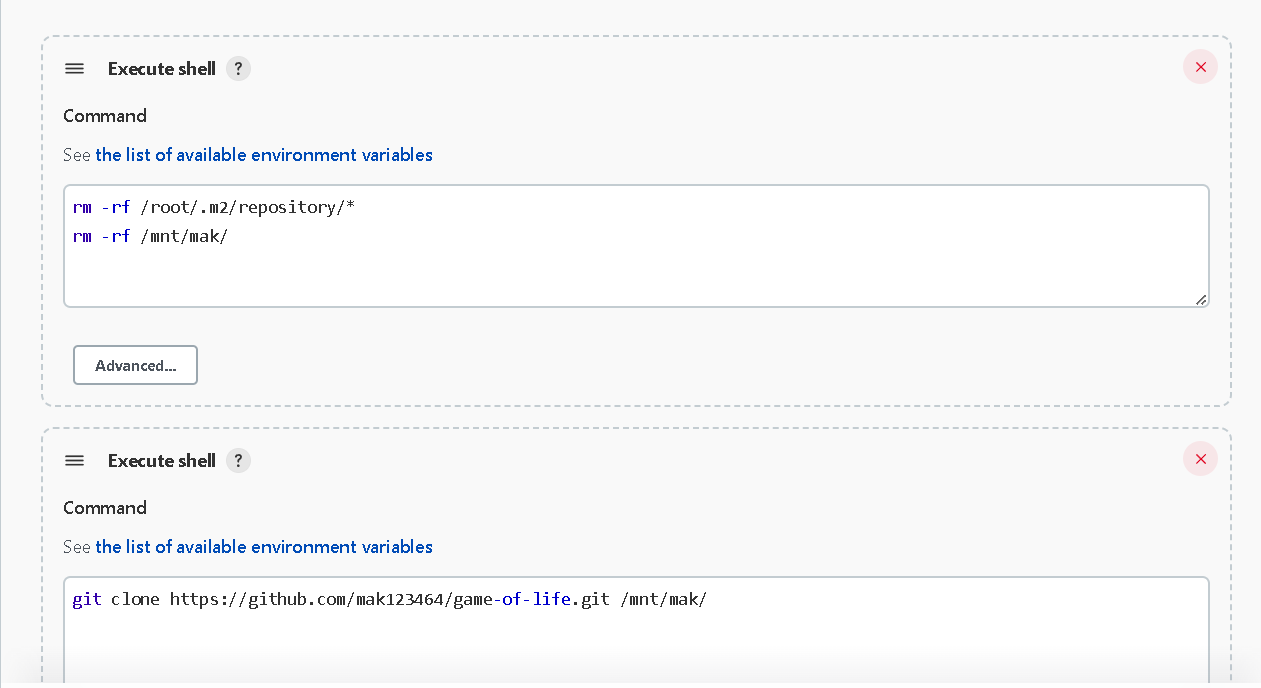 Execute shell ?
Command
See the list of available environment variables
rm -rf /root/.m2/repository/*
rm -rf /mnt/mak/
Advanced...
Execute shell ?
Command
See the list of available environment variables
git clone https://github.com/mak123464/game-of-life.git /mnt/mak/